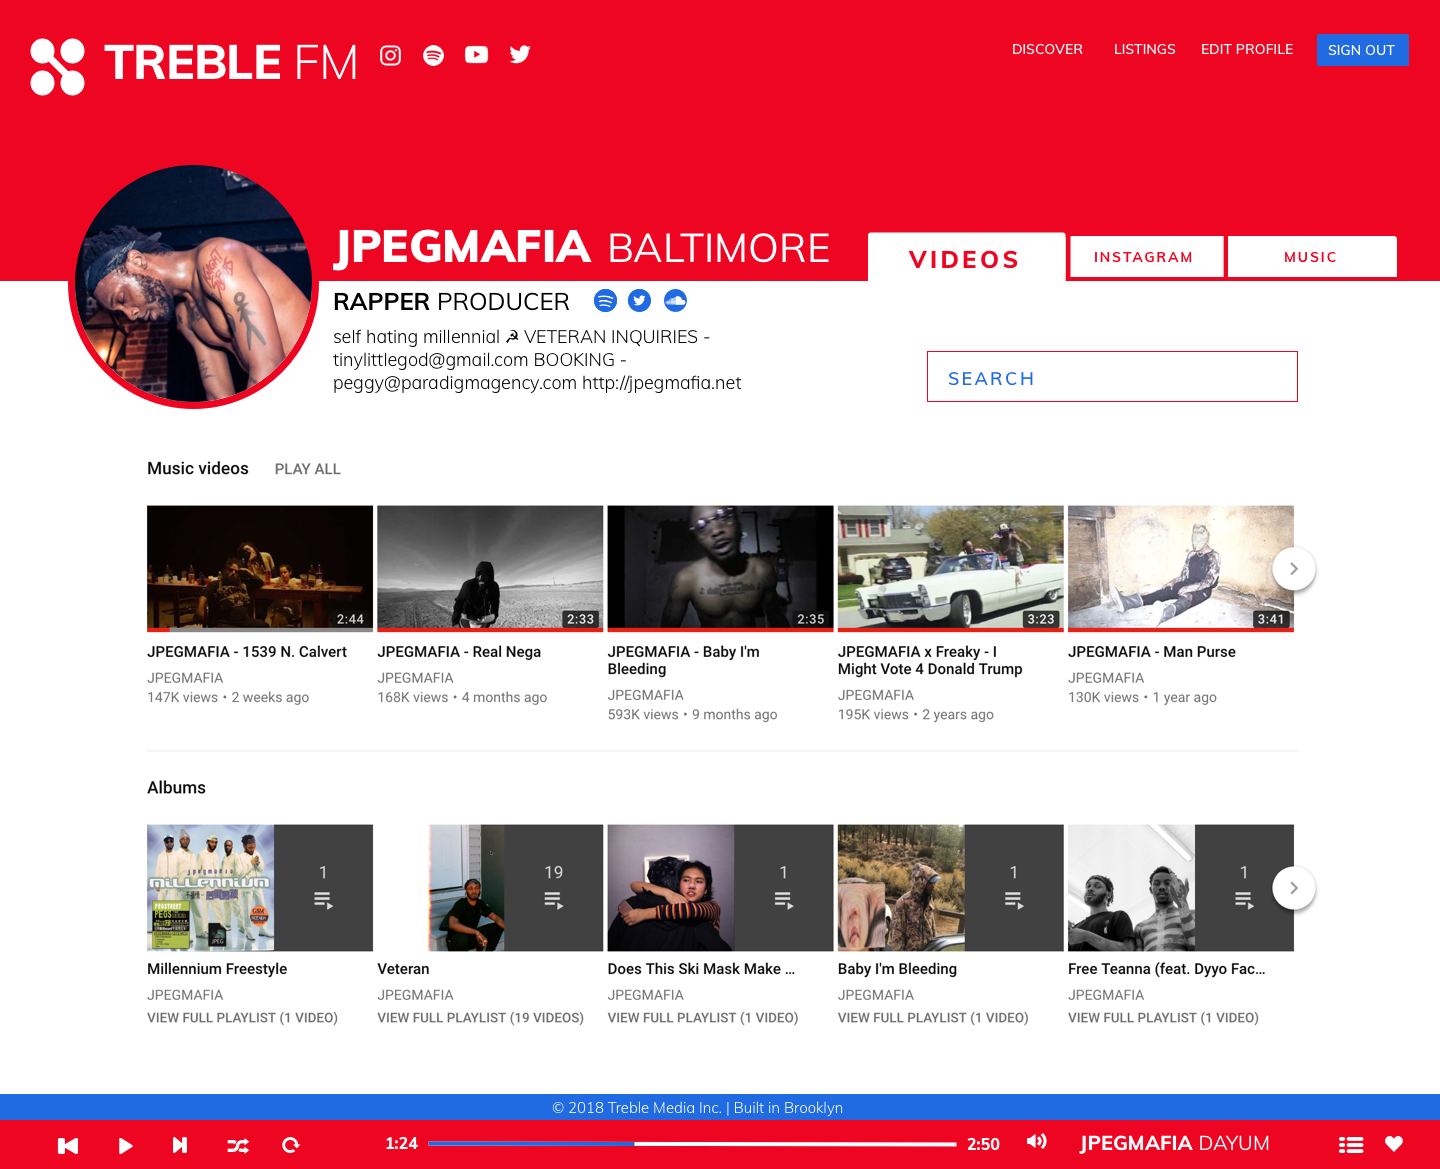 TREBLE FM
DISCOVER LISTINGS EDIT PROFILE SIGN OUT
JPEGMAFIA BALTIMORE
VIDEOS INSTAGRAM MUSIC
RAPPER PRODUCER
self hating millennial ☭ VETERAN INQUIRIES -
tinylittlegod@gmail.com BOOKING -
peggy@paradigmagency.com http://jpegmafia.net
SEARCH
Music videos PLAY ALL
2:44 2:33 2:35 3:23 3:41
JPEGMAFIA - 1539 N. Calvert
JPEGMAFIA
147K views • 2 weeks ago
JPEGMAFIA - Real Nega
JPEGMAFIA
168K views • 4 months ago
JPEGMAFIA - Baby I'm
Bleeding
JPEGMAFIA
593K views • 9 months ago
JPEGMAFIA x Freaky - I
Might Vote 4 Donald Trump
JPEGMAFIA
195K views • 2 years ago
JPEGMAFIA - Man Purse
JPEGMAFIA
130K views • 1 year ago
Albums
jpegmafia
MILLENNIUM
PEGSTREET
PEGS
JPEG
1 19 1 1 1
Millennium Freestyle
JPEGMAFIA
VIEW FULL PLAYLIST (1 VIDEO)
Veteran
JPEGMAFIA
VIEW FULL PLAYLIST (19 VIDEOS)
Does This Ski Mask Make ...
JPEGMAFIA
VIEW FULL PLAYLIST (1 VIDEO)
Baby I'm Bleeding
JPEGMAFIA
VIEW FULL PLAYLIST (1 VIDEO)
Free Teanna (feat. Dyyo Fac...
JPEGMAFIA
VIEW FULL PLAYLIST (1 VIDEO)
© 2018 Treble Media Inc. | Built in Brooklyn
1:24 2:50 JPEGMAFIA DAYUM